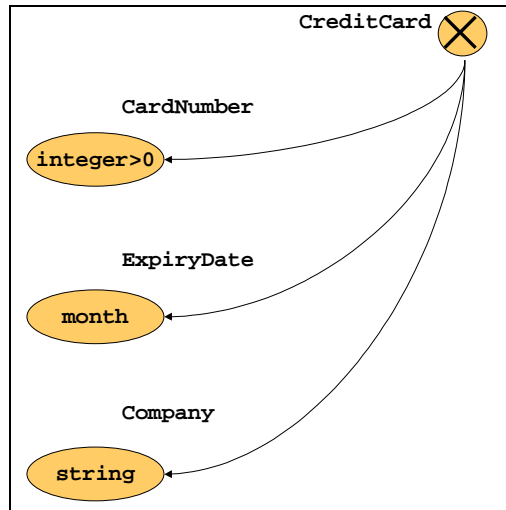 CreditCard
CardNumber
integer>0
ExpiryDate
month
Company
string